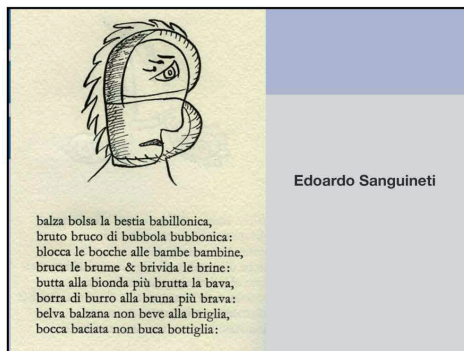 balza bolsa la bestia babillonica,
bruto bruco di bubbola bubbonica:
blocca le bocche alle bambe bambine,
bruca le brume & brivida le brine:
butta alla bionda più brutta la bava,
borra di burro alla bruna più brava:
belva balzana non beve alla briglia,
bocca baciata non buca bottiglia:
Edoardo Sanguineti